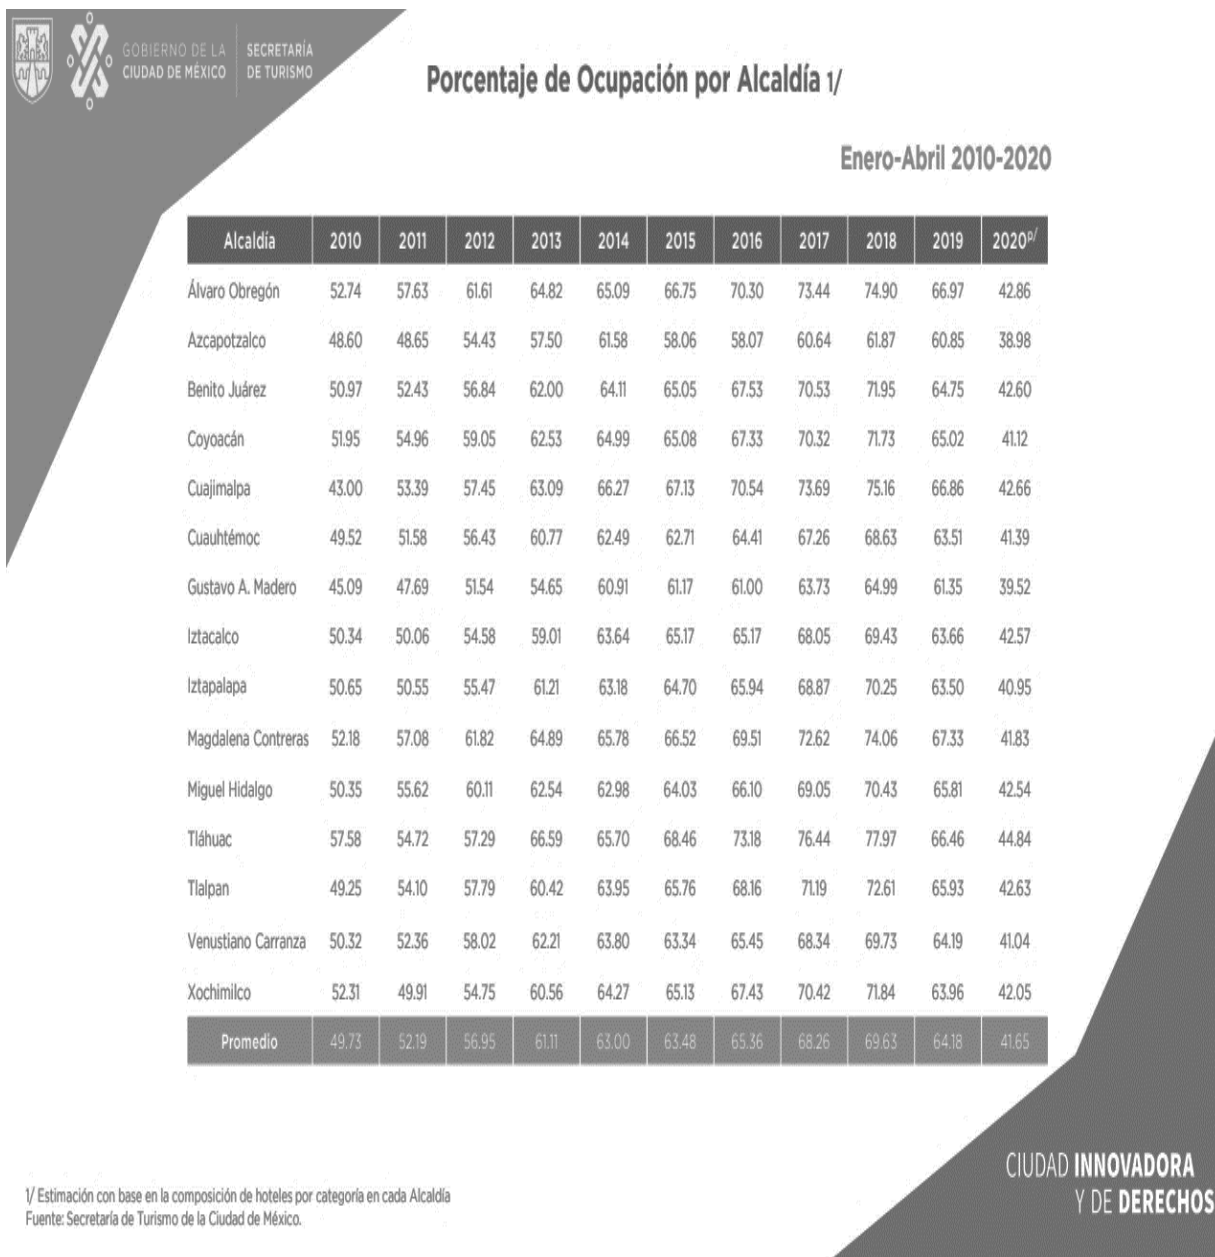 GOBIERNO DE LA
CIUDAD DE MÉXICO
SECRETARÍA
DE TURISMO
Porcentaje de Ocupación por Alcaldía 1/
Enero-Abril 2010-2020
Alcaldía 2010 2011 2012 2013 2014 2015 2016 2017 2018 2019 2020p/
Álvaro Obregón 52.74 57.63 61.61 64.82 65.09 66.75 70.30 73.44 74.90 66.97 42.86
Azcapotzalco 48.60 48.65 54.43 57.50 61.58 58.06 58.07 60.64 61.87 60.85 38.98
Benito Juárez 50.97 52.43 56.84 62.00 64.11 65.05 67.53 70.53 71.95 64.75 42.60
Coyoacán 51.95 54.96 59.05 62.53 64.99 65.08 67.33 70.32 71.73 65.02 41.12
Cuajimalpa 43.00 53.39 57.45 63.09 66.27 67.13 70.54 73.69 75.16 66.86 42.66
Cuauhtémoc 49.52 51.58 56.43 60.77 62.49 62.71 64.41 67.26 68.63 63.51 41.39
Gustavo A. Madero 45.09 47.69 51.54 54.65 60.91 61.17 61.00 63.73 64.99 61.35 39.52
Iztacalco 50.34 50.06 54.58 59.01 63.64 65.17 65.17 68.05 69.43 63.66 42.57
Iztapalapa 50.65 50.55 55.47 61.21 63.18 64.70 65.94 68.87 70.25 63.50 40.95
Magdalena Contreras 52.18 57.08 61.82 64.89 65.78 66.52 69.51 72.62 74.06 67.33 41.83
Miguel Hidalgo 50.35 55.62 60.11 62.54 62.98 64.03 66.10 69.05 70.43 65.81 42.54
Tláhuac 57.58 54.72 57.29 66.59 65.70 68.46 73.18 76.44 77.97 66.46 44.84
Tlalpan 49.25 54.10 57.79 60.42 63.95 65.76 68.16 71.19 72.61 65.93 42.63
Venustiano Carranza 50.32 52.36 58.02 62.21 63.80 63.34 65.45 68.34 69.73 64.19 41.04
Xochimilco 52.31 49.91 54.75 60.56 64.27 65.13 67.43 70.42 71.84 63.96 42.05
Promedio 49.73 52.19 56.95 61.11 63.00 63.48 65.36 68.26 69.63 64.18 41.65
1/ Estimación con base en la composición de hoteles por categoría en cada Alcaldía
Fuente: Secretaría de Turismo de la Ciudad de México.
CIUDAD INNOVADORA
Y DE DERECHOS